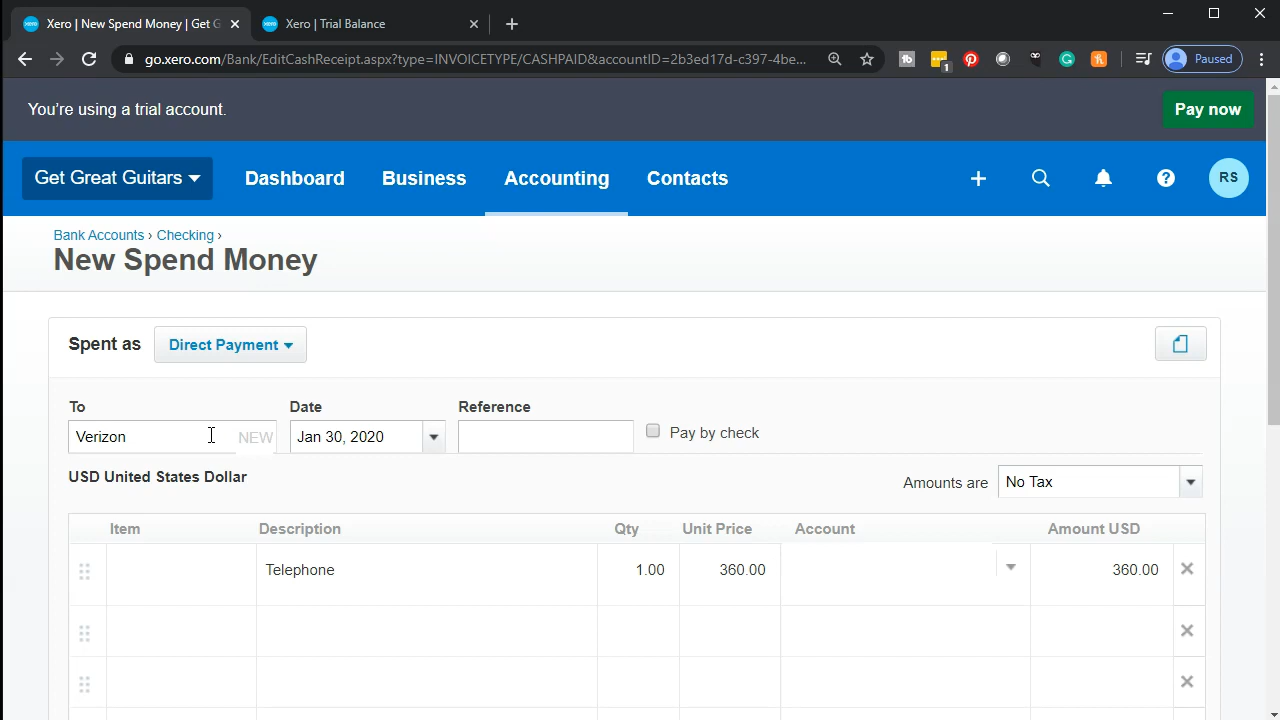 xero Xero | New Spend Money | Get G
xero Xero | Trial Balance
go.xero.com/Bank/EditCashReceipt.aspx?type=INVOICETYPE/CASHPAID&accountID=2b3ed17d-c397-4be...
1
Paused
You're using a trial account.
Pay now
Get Great Guitars
Dashboard
Business
Accounting
Contacts
RS
Bank Accounts › Checking ›
New Spend Money
Spent as
Direct Payment
To
Date
Reference
Verizon
NEW
Jan 30, 2020
Pay by check
USD United States Dollar
Amounts are
No Tax
Item
Description
Qty
Unit Price
Account
Amount USD
Telephone
1.00
360.00
360.00